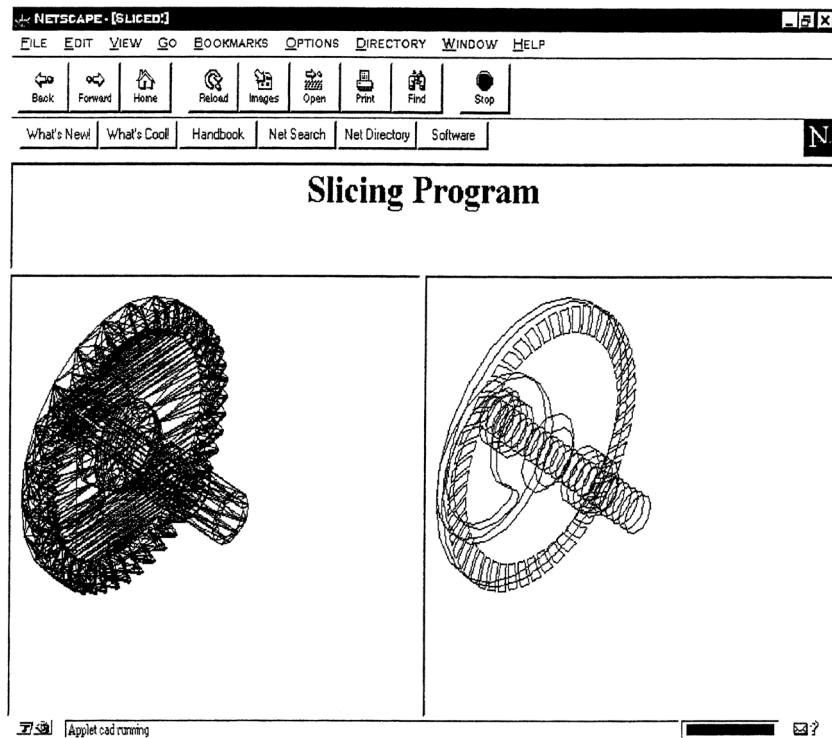 NETSCAPE - [SLICED!]
FILE EDIT VIEW GO BOOKMARKS OPTIONS DIRECTORY WINDOW HELP
Back Forward Home Reload Images Open Print Find Stop
What's New! What's Cool! Handbook Net Search Net Directory Software
N
Slicing Program
Applet cad running